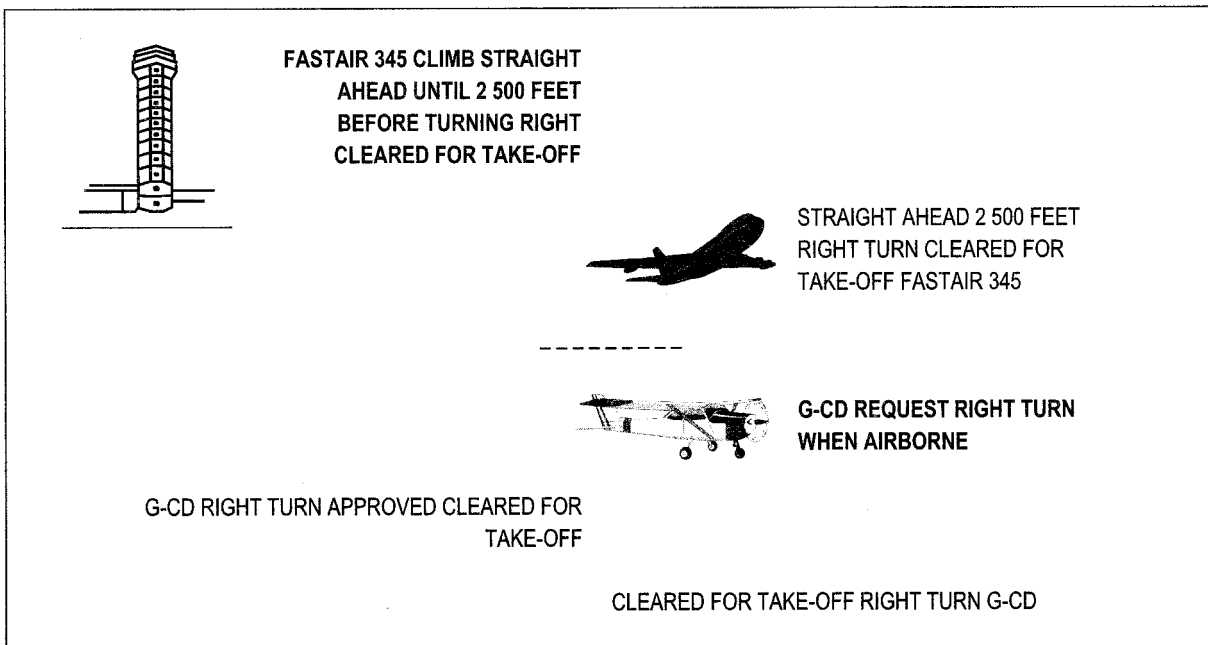 FASTAIR 345 CLIMB STRAIGHT
AHEAD UNTIL 2 500 FEET
BEFORE TURNING RIGHT
CLEARED FOR TAKE-OFF
STRAIGHT AHEAD 2 500 FEET
RIGHT TURN CLEARED FOR
TAKE-OFF FASTAIR 345
G-CD REQUEST RIGHT TURN
WHEN AIRBORNE
G-CD RIGHT TURN APPROVED CLEARED FOR
TAKE-OFF
CLEARED FOR TAKE-OFF RIGHT TURN G-CD